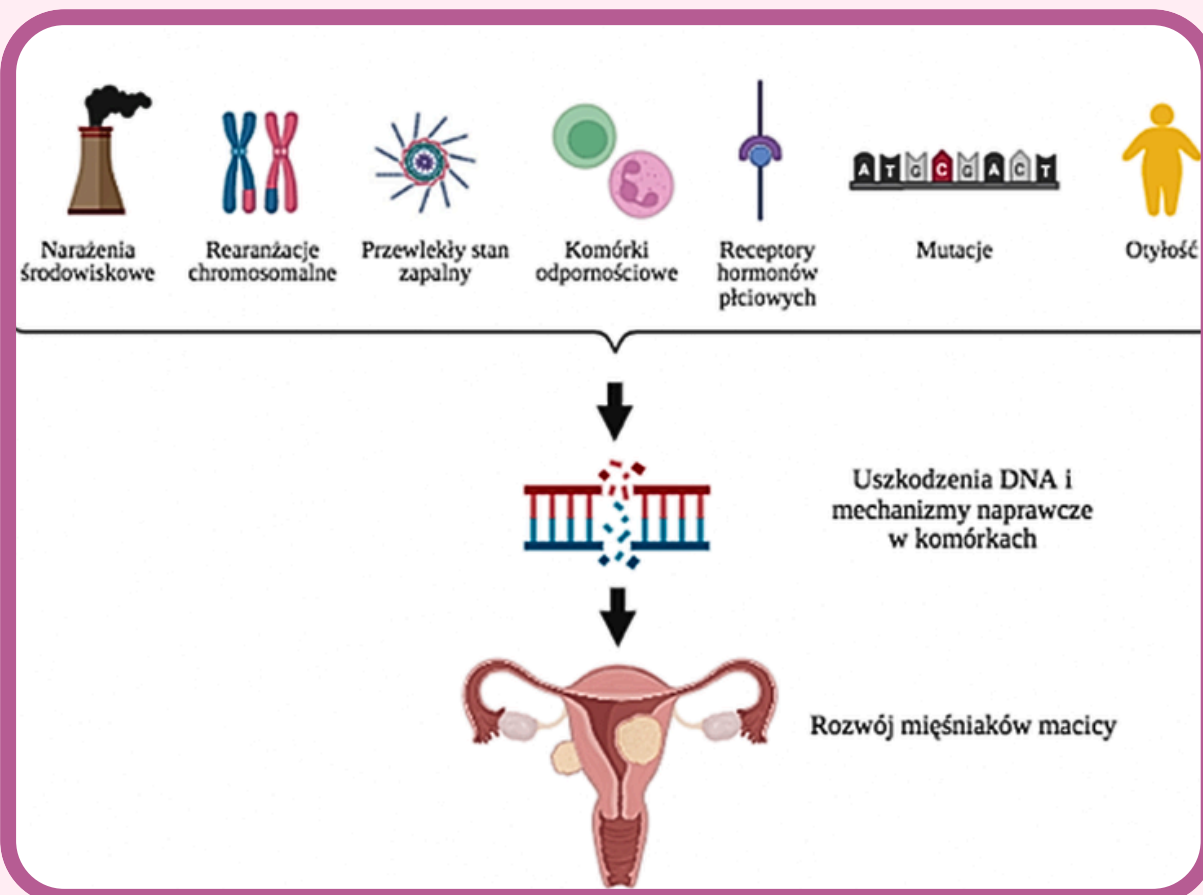 A T G C G A C T
Narażenia
środowiskowe
Rearanżacje
chromosomalne
Przewlekły stan
zapalny
Komórki
odpornościowe
Receptory
hormonów
płciowych
Mutacje
Otyłość
Uszkodzenia DNA i
mechanizmy naprawcze
w komórkach
Rozwój mięśniaków macicy